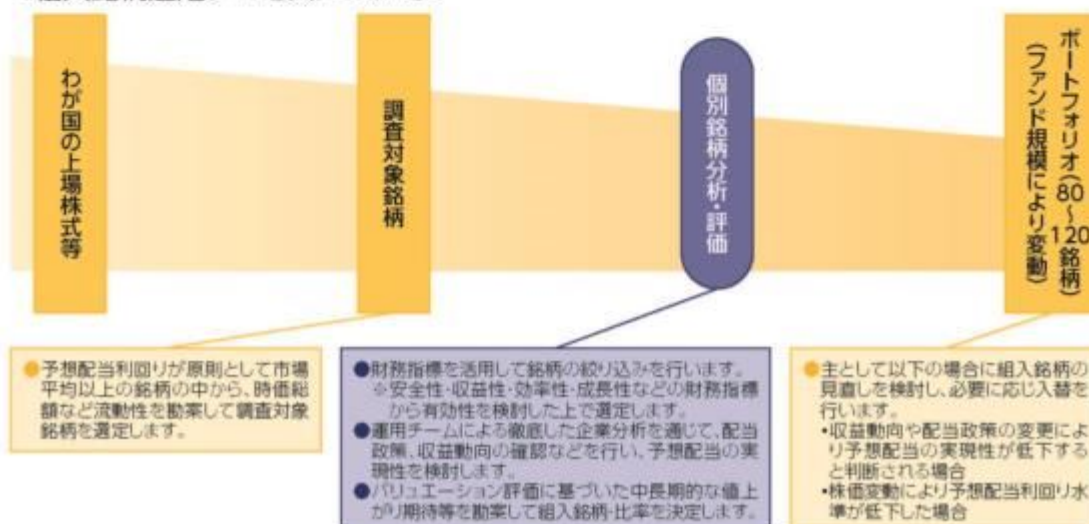 わが国の上場株式等
調査対象銘柄
個別銘柄分析・評価
ポートフォリオ(80～120銘柄)
(ファンド規模により変動)
●予想配当利回りが原則として市場
平均以上の銘柄の中から、時価総
額など流動性を勘案して調査対象
銘柄を選定します。
●財務指標を活用して銘柄の絞り込みを行います。
※安全性・収益性・効率性・成長性などの財務指標
から有効性を検討した上で選定します。
●運用チームによる徹底した企業分析を通じて、配当
政策、収益動向の確認などを行い、予想配当の実
現性を検討します。
●バリュエーション評価に基づいた中長期的な値上
がり期待等を勘案して組入銘柄・比率を決定します。
●主として以下の場合に組入銘柄の
見直しを検討し、必要に応じ入替を
行います。
•収益動向や配当政策の変更によ
り予想配当の実現性が低下する
と判断される場合
•株価変動により予想配当利回り水
準が低下した場合